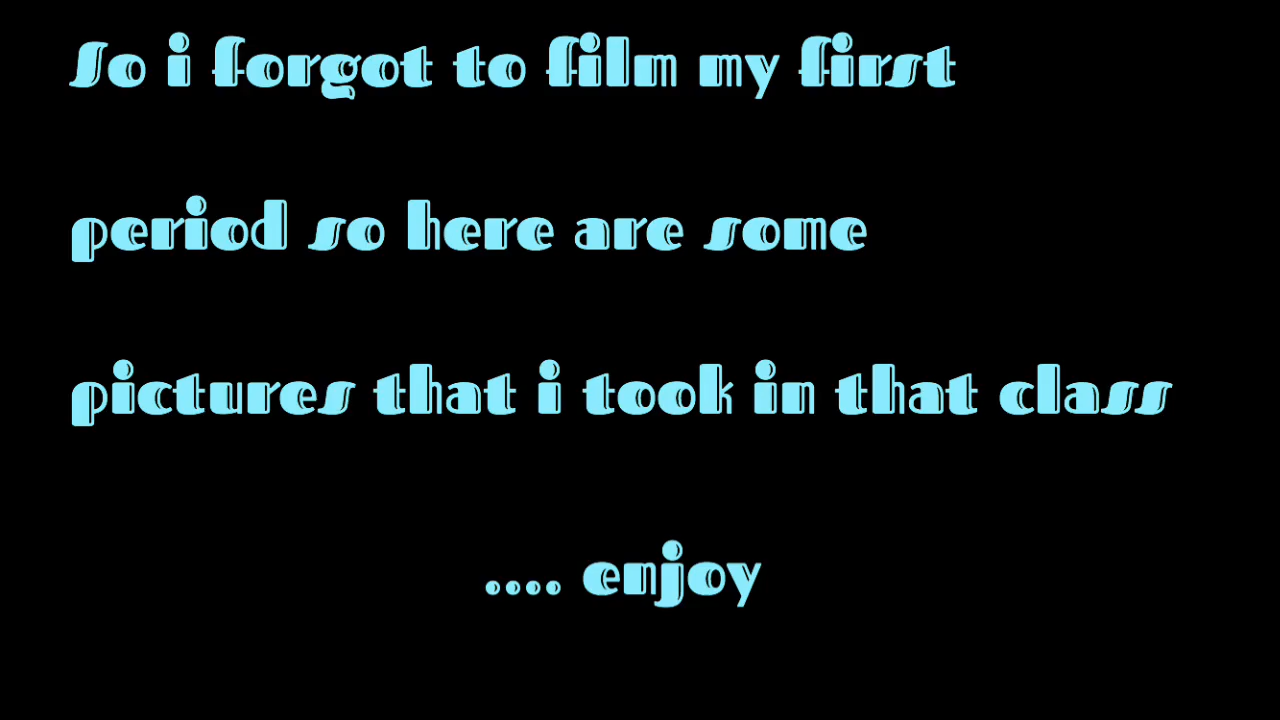 So i forgot to film my first
period so here are some
pictures that i took in that class
.... enjoy